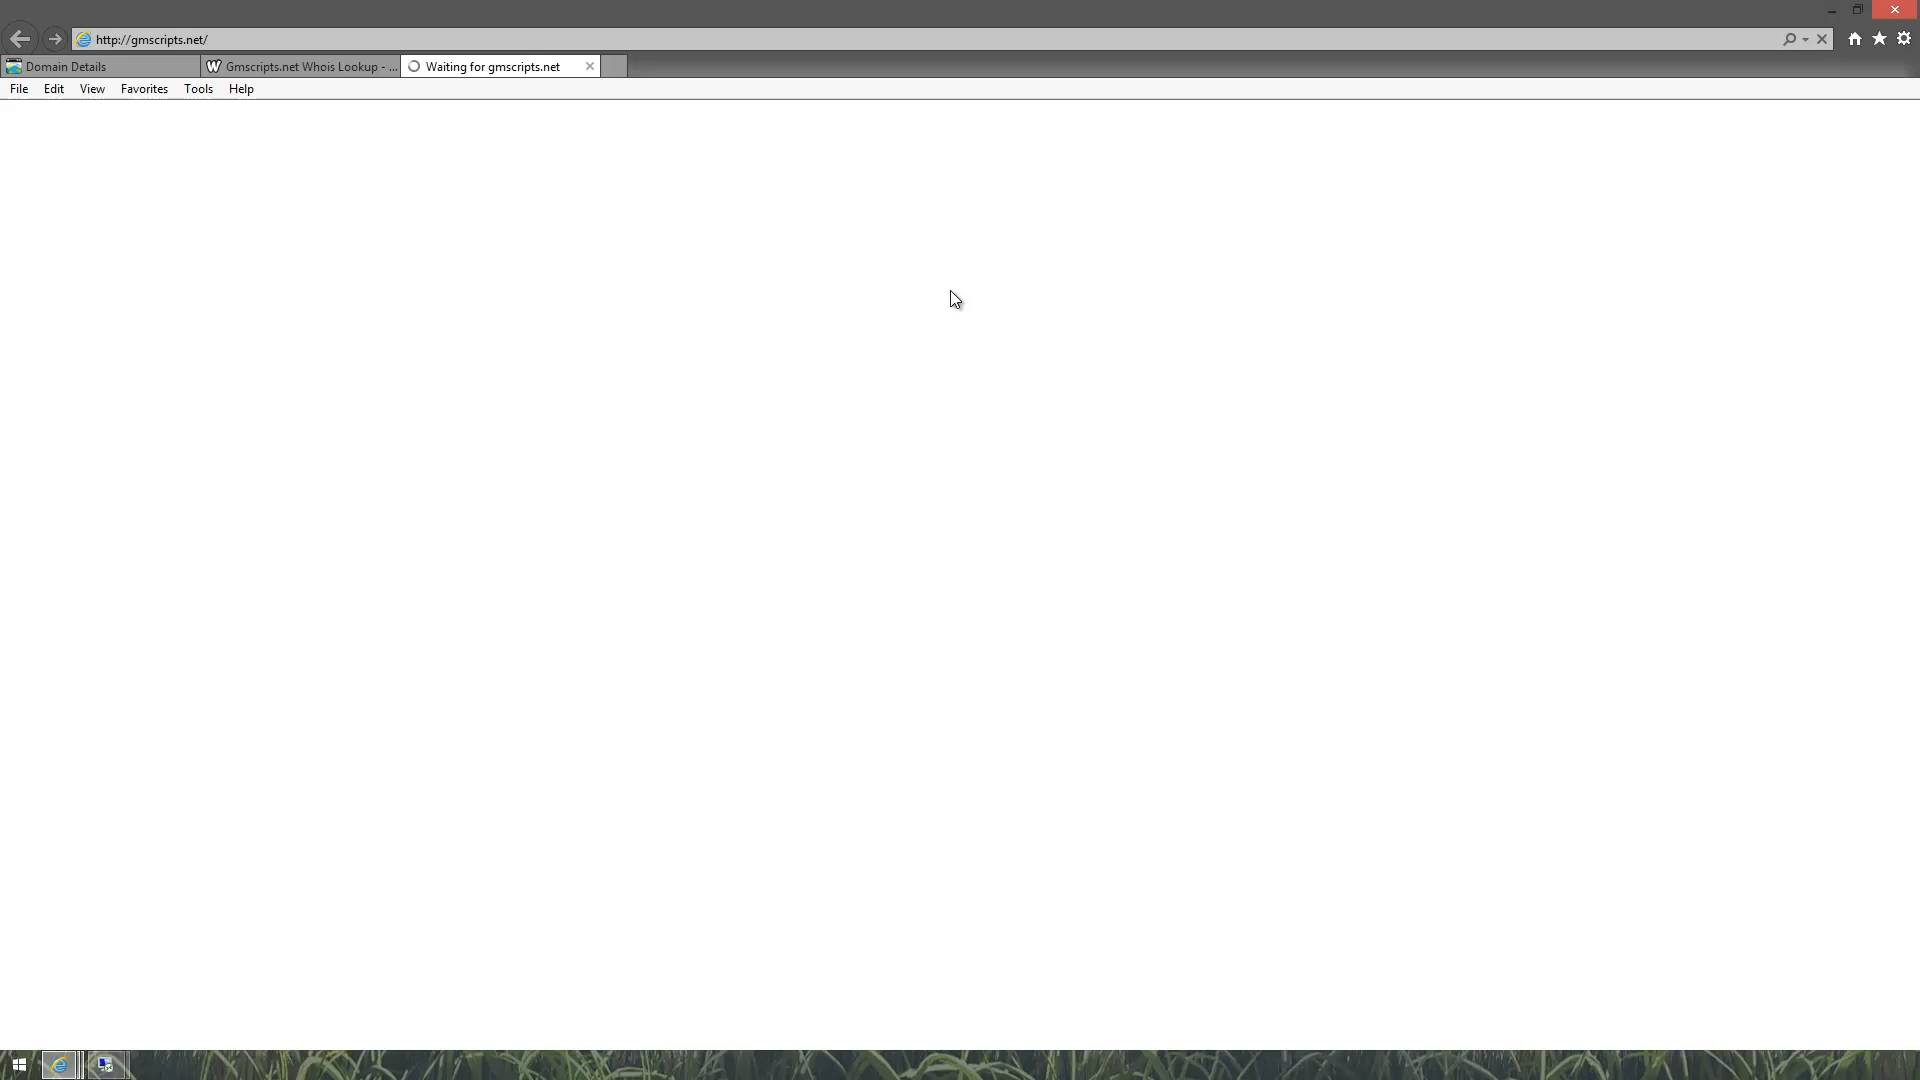 http://gmscripts.net/
Domain Details
W Gmscripts.net Whois Lookup - ...
Waiting for gmscripts.net
File Edit View Favorites Tools Help